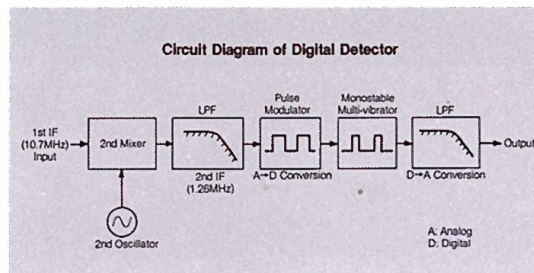 Circuit Diagram of Digital Detector
Pulse
Modulator
Monostable
Multi-vibrator
LPF
LPF
1st IF
(10.7MHz)
Input
2nd Mixer
Output
2nd IF
(1.26MHz)
A→D Conversion
D→A Conversion
2nd Oscillator
A: Analog
D: Digital